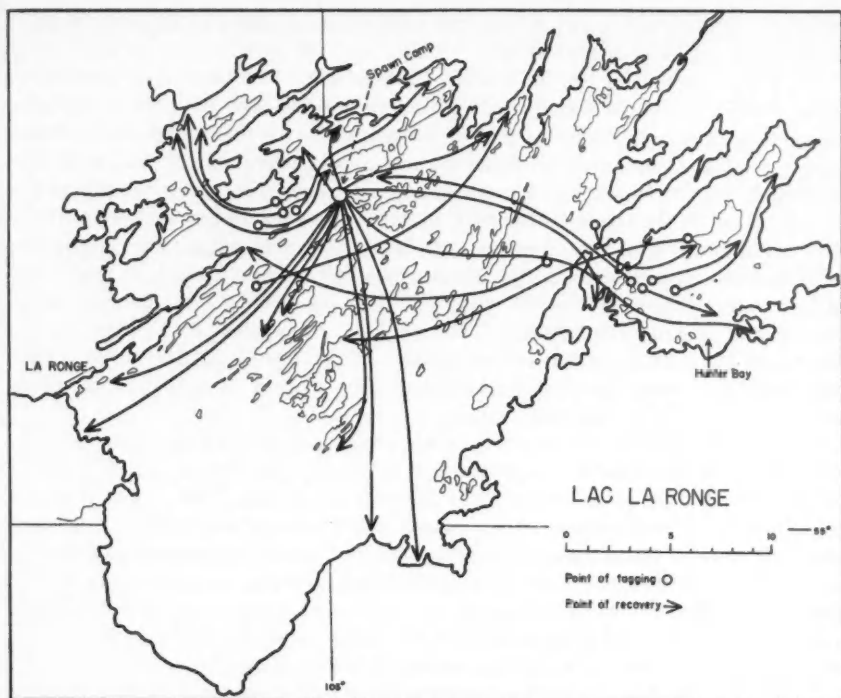 Spawn Camp
LA RONGE
Hunter Bay
LAC LA RONGE
0 5 10
55°
Point of tagging
Point of recovery
105°